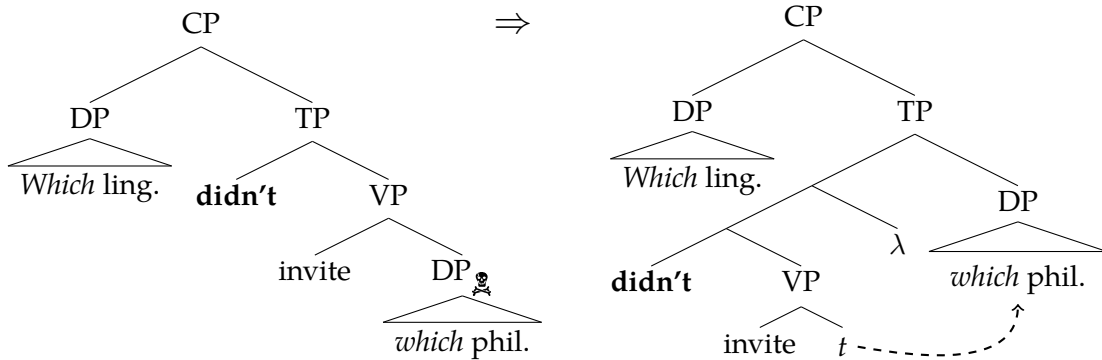 CP ⇒ CP
DP TP DP TP
Which ling. didn't VP Which ling. DP
invite DP☠ λ which phil.
which phil. didn't VP
invite t